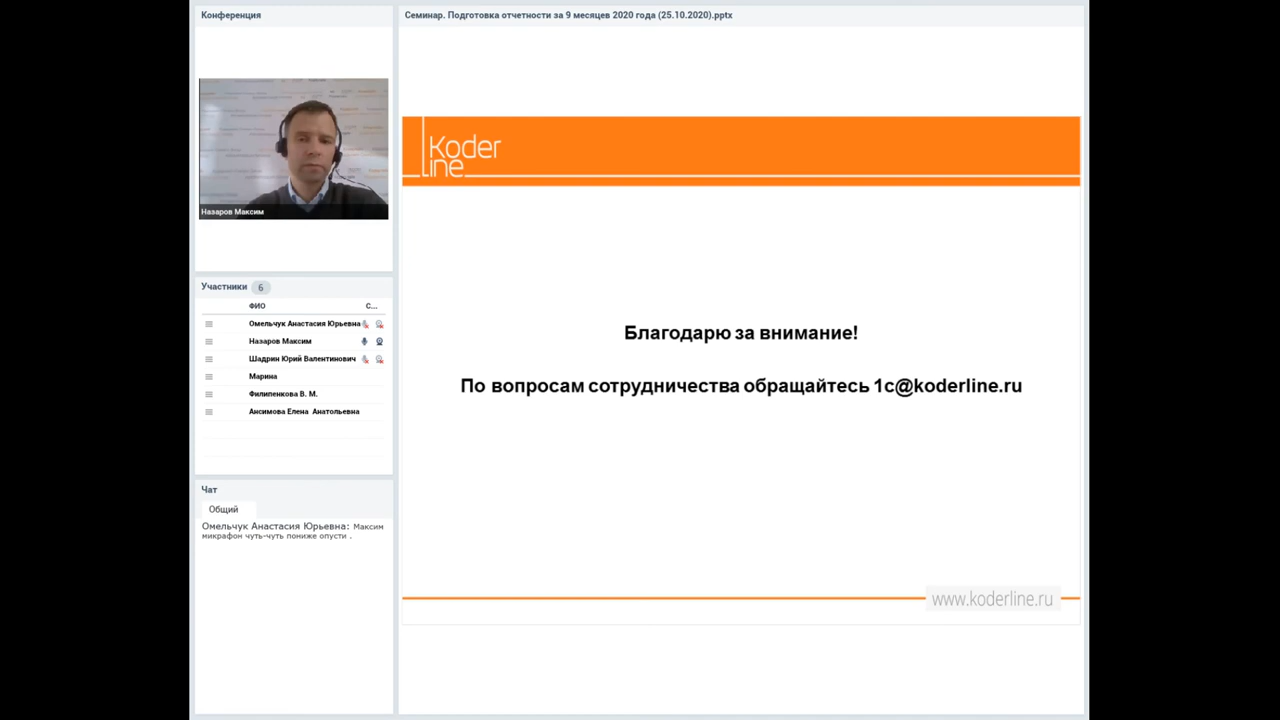 Конференция
Назаров Максим
Участники 6
ФИО С...
Омельчук Анастасия Юрьевна
Назаров Максим
Шадрин Юрий Валентинович
Марина
Филипенкова В. М.
Ансимова Елена Анатольевна
Чат
Общий
Омельчук Анастасия Юрьевна: Максим
микрафон чуть-чуть пониже опусти .
Семинар. Подготовка отчетности за 9 месяцев 2020 года (25.10.2020).pptx
Koder
line
Благодарю за внимание!
По вопросам сотрудничества обращайтесь 1c@koderline.ru
www.koderline.ru